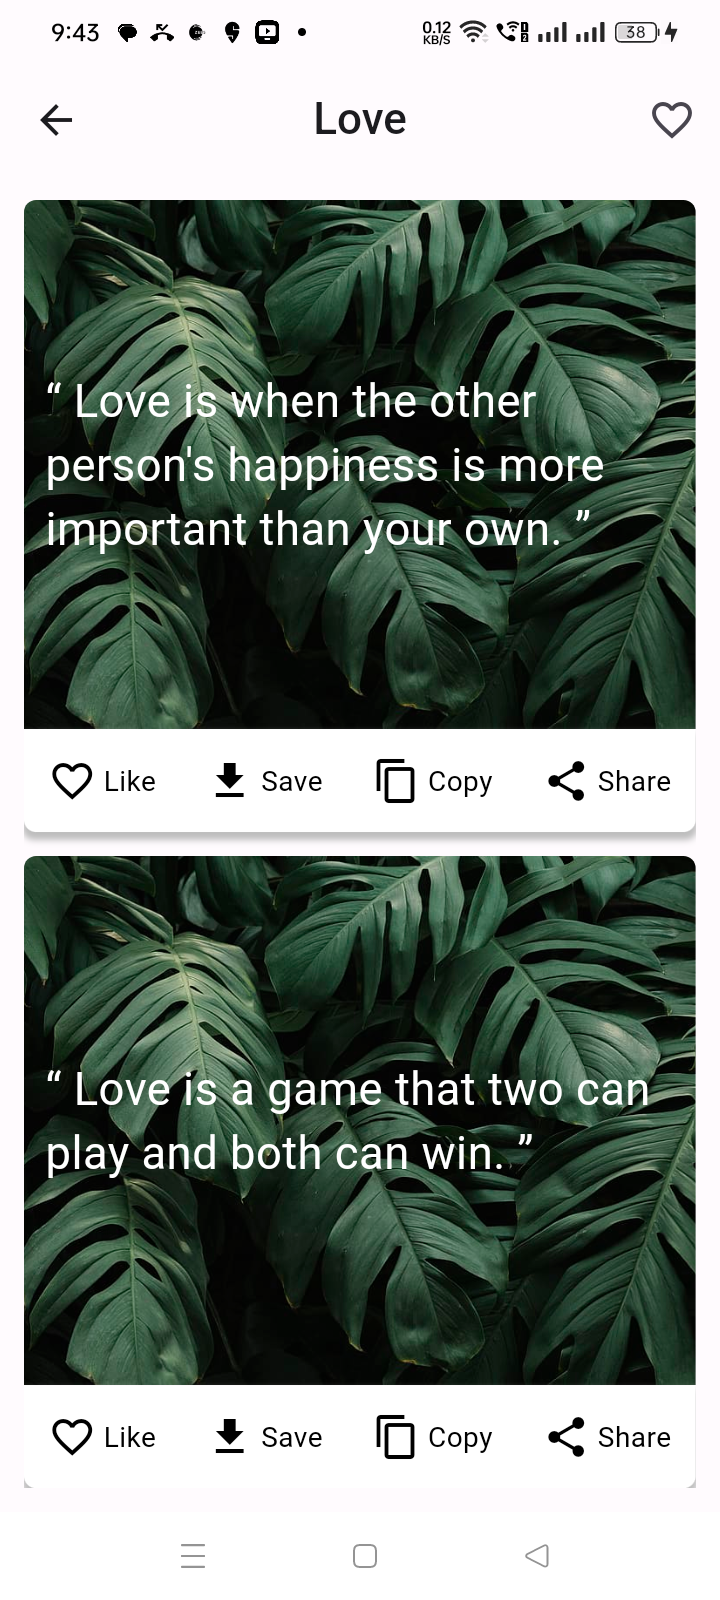 9:43
0.12
KB/S
1
2
38
Love
“ Love is when the other
person's happiness is more
important than your own. ”
Like
Save
Copy
Share
“ Love is a game that two can
play and both can win. ”
Like
Save
Copy
Share